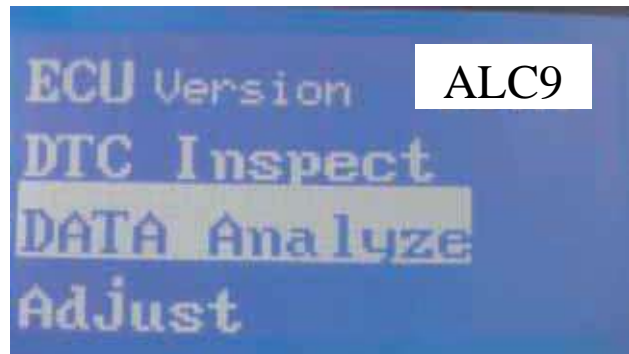 ECU Version
ALC9
DTC Inspect
DATA Analyze
Adjust